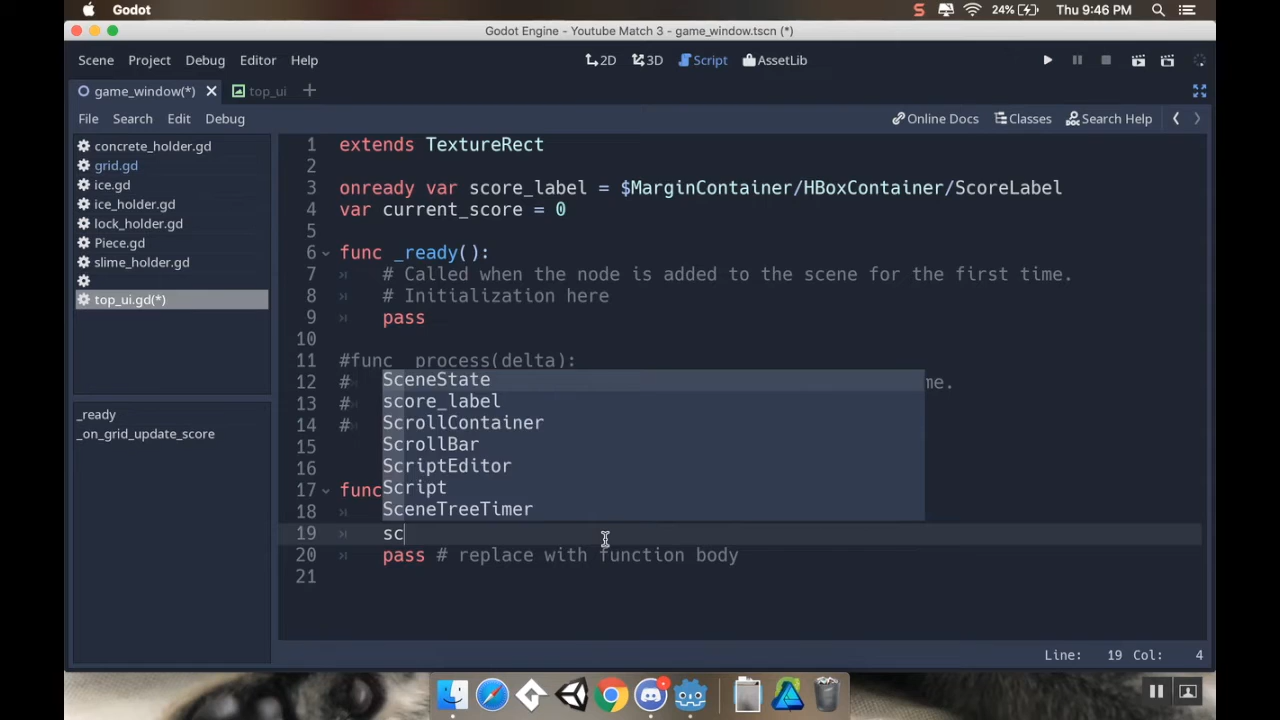 Godot
24%
Thu 9:46 PM
Godot Engine - Youtube Match 3 - game_window.tscn (*)
Scene Project Debug Editor Help
2D 3D Script AssetLib
game_window(*) top_ui
File Search Edit Debug
Online Docs Classes Search Help
concrete_holder.gd
grid.gd
ice.gd
ice_holder.gd
lock_holder.gd
Piece.gd
slime_holder.gd
top_ui.gd(*)
_ready
_on_grid_update_score
1 extends TextureRect
2
3 onready var score_label = $MarginContainer/HBoxContainer/ScoreLabel
4 var current_score = 0
5
6 func _ready():
7 # Called when the node is added to the scene for the first time.
8 # Initialization here
9 pass
10
11 #func _process(delta):
12 # me.
13 #
14 #
15
16
17 func
18
19 sc
20 pass # replace with function body
21
SceneState
score_label
ScrollContainer
ScrollBar
ScriptEditor
Script
SceneTreeTimer
Line: 19 Col: 4